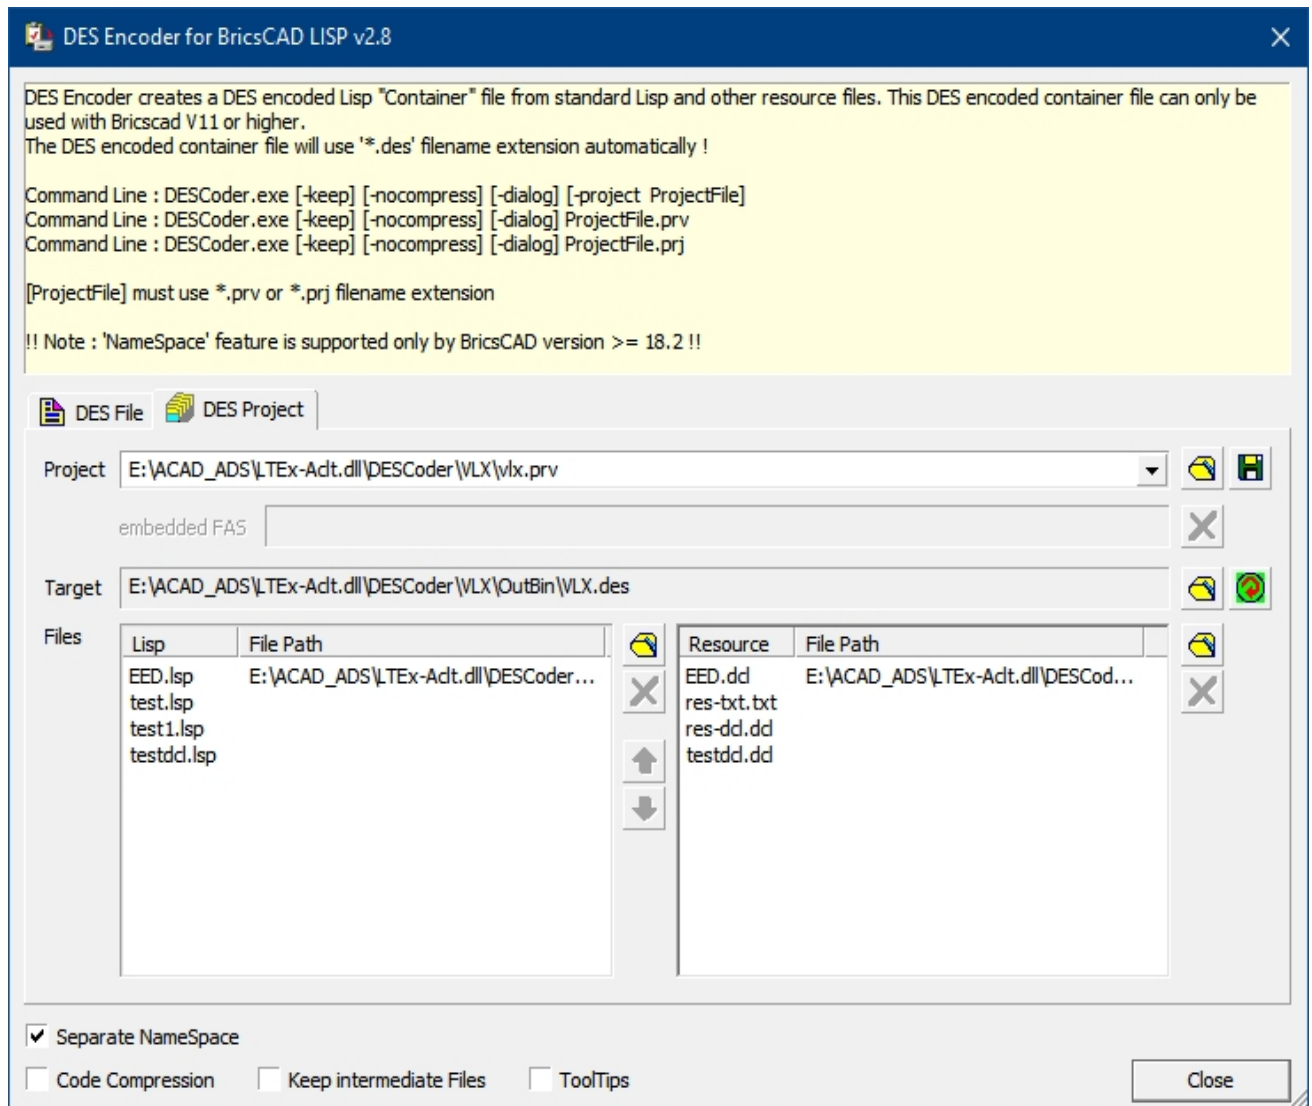 DES Encoder for BricsCAD LISP v2.8
DES Encoder creates a DES encoded Lisp "Container" file from standard Lisp and other resource files. This DES encoded container file can only be
used with Bricscad V11 or higher.
The DES encoded container file will use '*.des' filename extension automatically !
Command Line : DESCoder.exe [-keep] [-nocompress] [-dialog] [-project ProjectFile]
Command Line : DESCoder.exe [-keep] [-nocompress] [-dialog] ProjectFile.prv
Command Line : DESCoder.exe [-keep] [-nocompress] [-dialog] ProjectFile.prj
[ProjectFile] must use *.prv or *.prj filename extension
!! Note : 'NameSpace' feature is supported only by BricsCAD version >= 18.2 !!
DES File DES Project
Project E:\ACAD_ADS\LTEx-Aclt.dll\DESCoder\VLX\vlx.prv
embedded FAS
Target E:\ACAD_ADS\LTEx-Aclt.dll\DESCoder\VLX\OutBin\VLX.des
Files Lisp File Path Resource File Path
EED.lsp E:\ACAD_ADS\LTEx-Aclt.dll\DESCoder... EED.dcl E:\ACAD_ADS\LTEx-Aclt.dll\DESCod...
test.lsp res-txt.txt
test1.lsp res-dcl.dcl
testdcl.lsp testdcl.dcl
Separate NameSpace
Code Compression Keep intermediate Files ToolTips Close